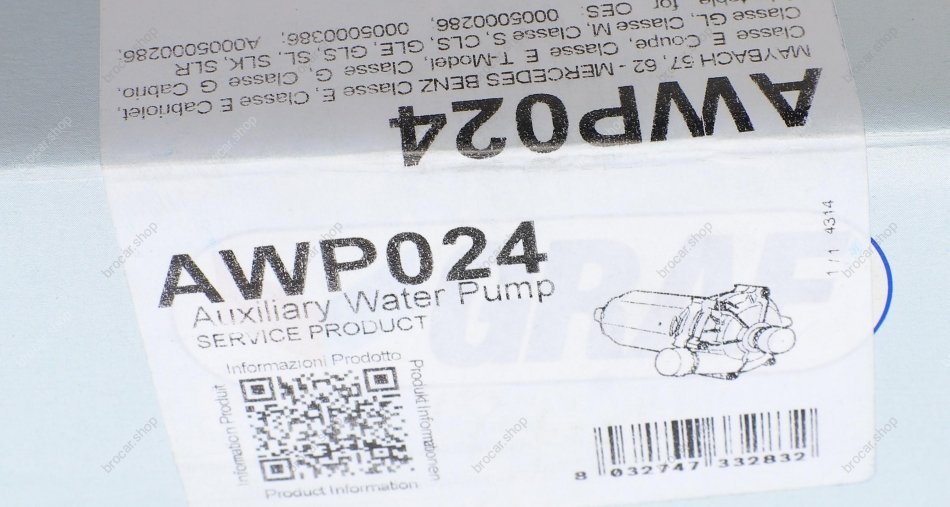 MAYBACH 57, 62 - MERCEDES BENZ Classe E, Classe E Cabriolet,
Classe E Coupe, Classe E T-Model, Classe G, Classe G Cabrio,
Classe GL, Classe M, Classe S, CLS, GLE, GLS, SL, SLK, SLR
for OES: 0005000286, 0005000386, A0005000286,
AWP024
AWP024
Auxiliary Water Pump
SERVICE PRODUCT
1/1 4314
GRAF
Informazioni Prodotto
Infomation Produit
Produkt Informationen
Product Information
8 032747 332832
brocar.shop